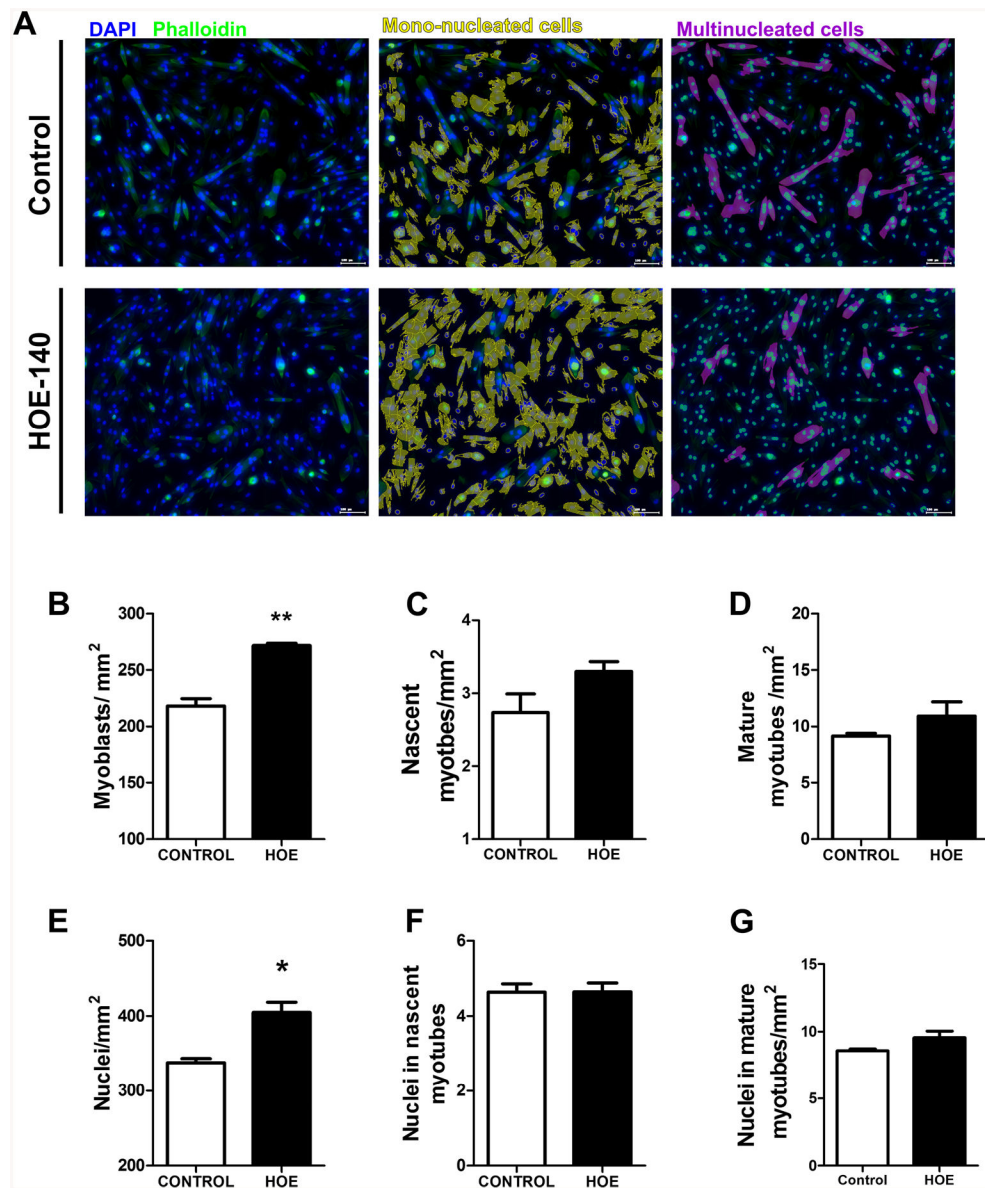 A
DAPI Phalloidin
Mono-nucleated cells
Multinucleated cells
Control
HOE-140
B
Myoblasts/ mm²
300
250
200
150
100
**
CONTROL HOE
C
Nascent
myotbes/mm²
4
3
2
1
CONTROL HOE
D
Mature
myotubes /mm²
20
15
10
5
0
CONTROL HOE
E
Nuclei/mm²
500
400
300
200
*
CONTROL HOE
F
Nuclei in nascent
myotubes
6
4
2
0
CONTROL HOE
G
Nuclei in mature
myotubes/mm²
15
10
5
0
Control HOE